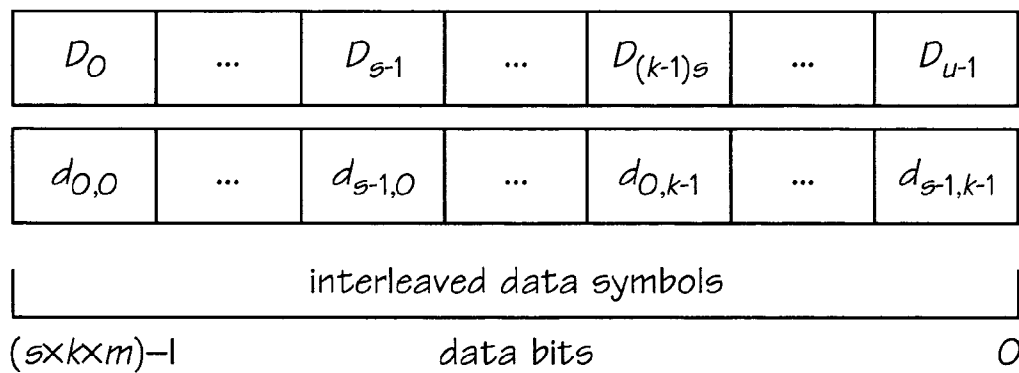 D0 ... Ds-1 ... D(k-1)s ... Du-1
d0,0 ... ds-1,0 ... d0,k-1 ... ds-1,k-1
interleaved data symbols
(s×k×m)–1 data bits 0